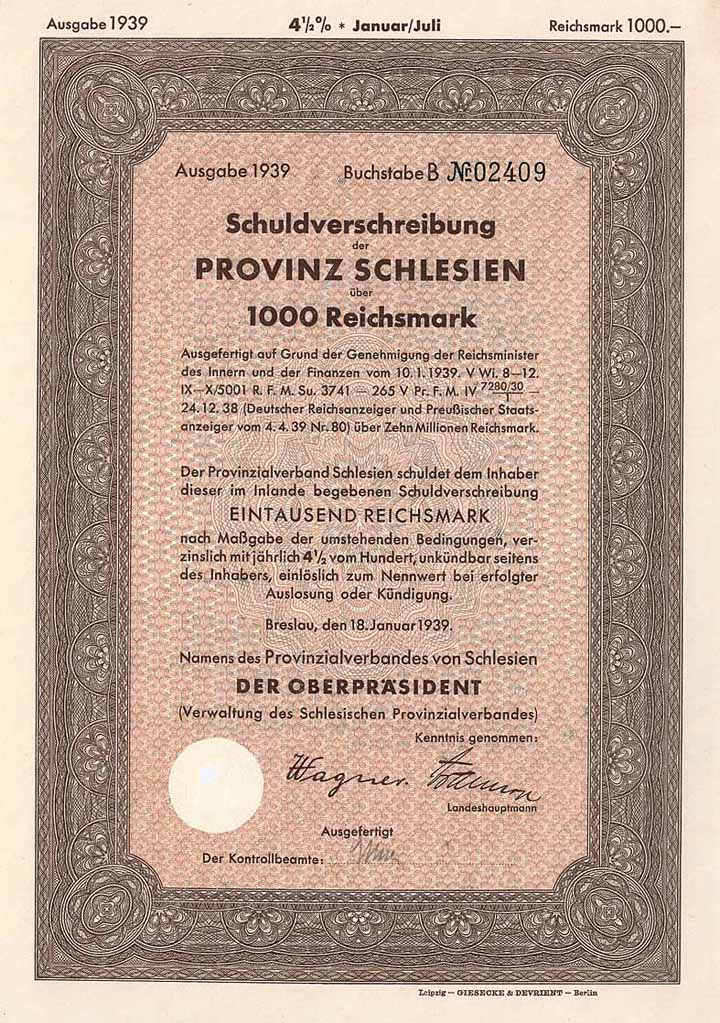 Ausgabe 1939 4½% * Januar/Juli Reichsmark 1000.–
Ausgabe 1939 Buchstabe B № 02409
Schuldverschreibung
der
PROVINZ SCHLESIEN
über
1000 Reichsmark
Ausgefertigt auf Grund der Genehmigung der Reichsminister
des Innern und der Finanzen vom 10. 1. 1939. V Wi. 8–12.
IX–X/5001 R. F. M. Su. 3741 — 265 V Pr. F. M. IV 7280/30/1 —
24.12. 38 (Deutscher Reichsanzeiger und Preußischer Staats-
anzeiger vom 4. 4. 39 Nr. 80) über Zehn Millionen Reichsmark.
Der Provinzialverband Schlesien schuldet dem Inhaber
dieser im Inlande begebenen Schuldverschreibung
EINTAUSEND REICHSMARK
nach Maßgabe der umstehenden Bedingungen, ver-
zinslich mit jährlich 4½ vom Hundert, unkündbar seitens
des Inhabers, einlöslich zum Nennwert bei erfolgter
Auslosung oder Kündigung.
Breslau, den 18. Januar 1939.
Namens des Provinzialverbandes von Schlesien
DER OBERPRÄSIDENT
(Verwaltung des Schlesischen Provinzialverbandes)
Kenntnis genommen:
Wagner.
Landeshauptmann
Ausgefertigt
Der Kontrollbeamte:
Leipzig — GIESECKE & DEVRIENT — Berlin